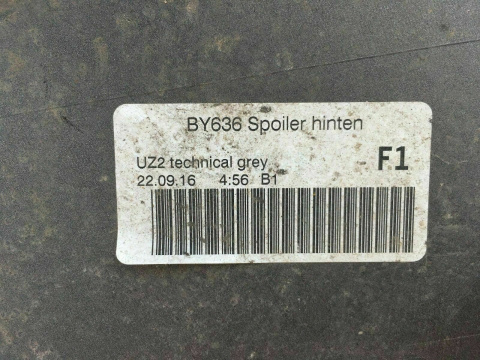 BY636 Spoiler hinten
UZ2 technical grey F1
22.09.16 4:56 B1